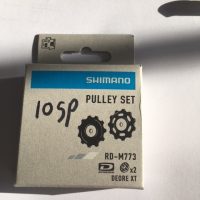 SHIMANO
PULLEY SET
10SP
RD-M773
x2
DEORE XT